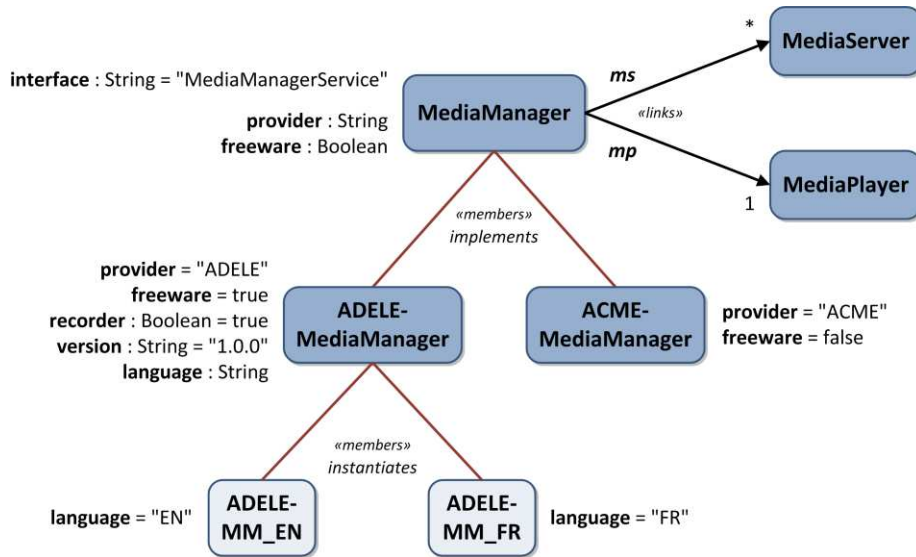 *
MediaServer
interface : String = "MediaManagerService"
ms
provider : String
freeware : Boolean
MediaManager
«links»
mp
MediaPlayer
1
«members»
implements
provider = "ADELE"
freeware = true
recorder : Boolean = true
version : String = "1.0.0"
language : String
ADELE-
MediaManager
ACME-
MediaManager
provider = "ACME"
freeware = false
«members»
instantiates
language = "EN"
ADELE-
MM_EN
ADELE-
MM_FR
language = "FR"